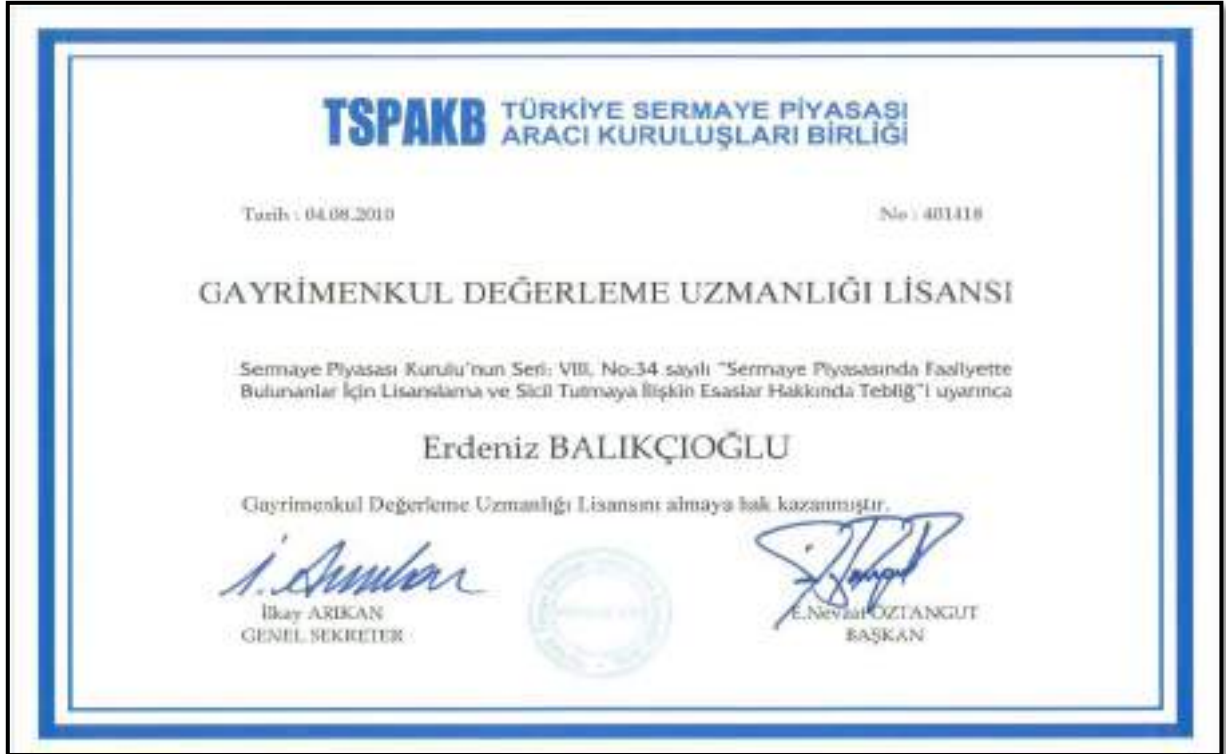 TSPAKB TÜRKİYE SERMAYE PİYASASI
ARACI KURULUŞLARI BİRLİĞİ
Tarih : 04.08.2010
No : 401418
GAYRİMENKUL DEĞERLEME UZMANLIĞI LİSANSI
Sermaye Piyasası Kurulu'nun Seri: VIII, No:34 sayılı "Sermaye Piyasasında Faaliyette
Bulunanlar İçin Lisanslama ve Sicil Tutmaya İlişkin Esaslar Hakkında Tebliğ"i uyarınca
Erdeniz BALIKÇIOĞLU
Gayrimenkul Değerleme Uzmanlığı Lisansını almaya hak kazanmıştır.
İlkay ARIKAN
GENEL SEKRETER
E.Nevzat ÖZTANGUT
BAŞKAN